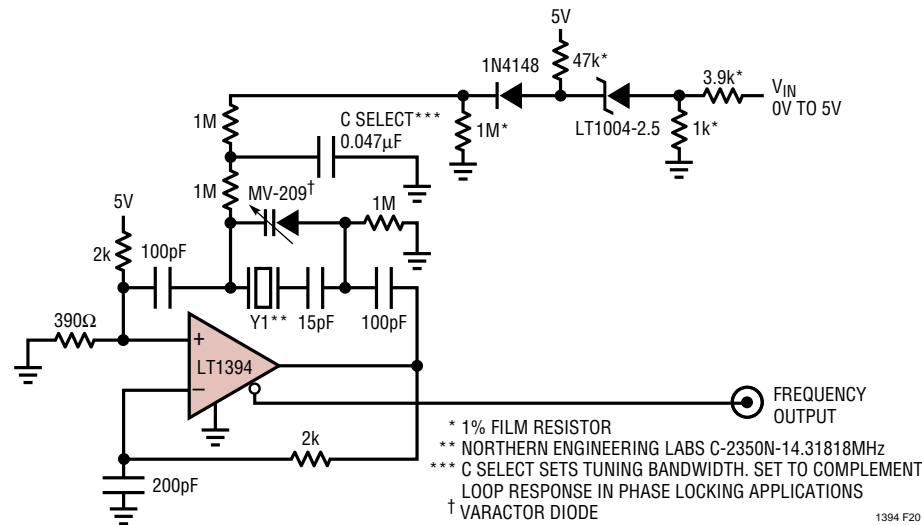 5V
1N4148
47k*
3.9k*
VIN
0V TO 5V
LT1004-2.5
1M*
1k*
1M
C SELECT***
0.047μF
1M
MV-209†
1M
5V
2k
100pF
Y1**
15pF
100pF
390Ω
+
LT1394
−
FREQUENCY
OUTPUT
2k
200pF
* 1% FILM RESISTOR
** NORTHERN ENGINEERING LABS C-2350N-14.31818MHz
*** C SELECT SETS TUNING BANDWIDTH. SET TO COMPLEMENT
LOOP RESPONSE IN PHASE LOCKING APPLICATIONS
† VARACTOR DIODE
1394 F20